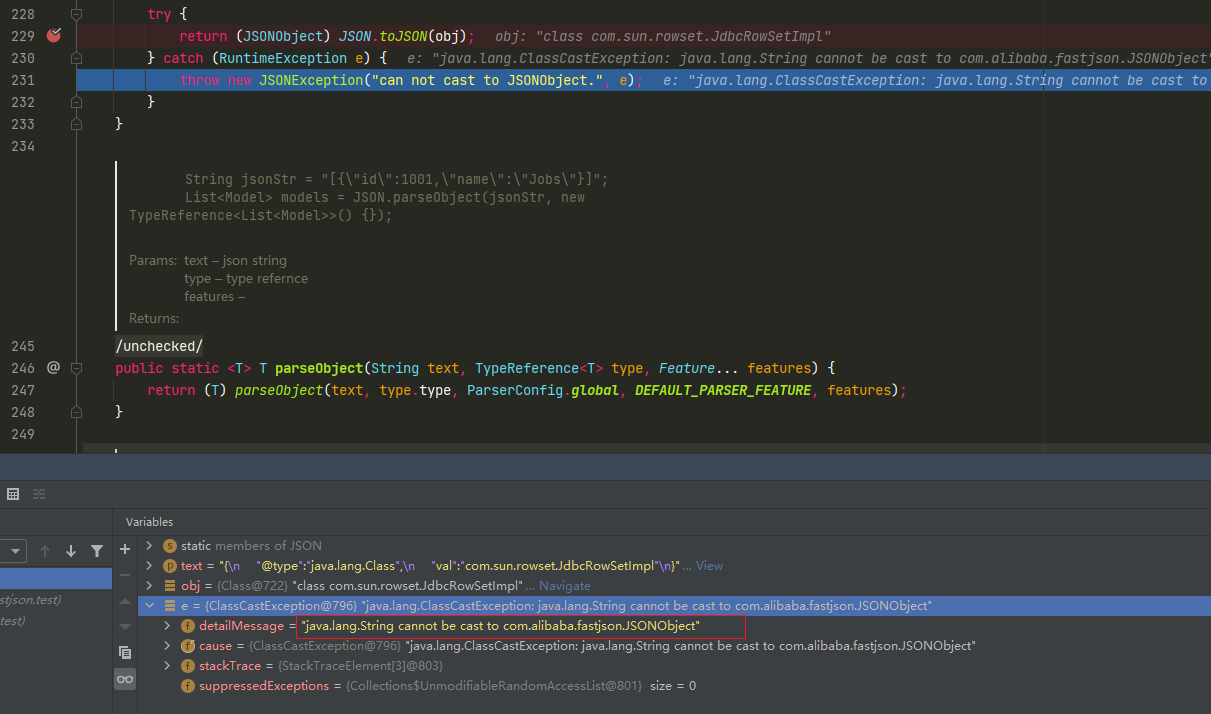 228 try {
229 return (JSONObject) JSON.toJSON(obj); obj: "class com.sun.rowset.JdbcRowSetImpl"
230 } catch (RuntimeException e) { e: "java.lang.ClassCastException: java.lang.String cannot be cast to com.alibaba.fastjson.JSONObject"
231 throw new JSONException("can not cast to JSONObject.", e); e: "java.lang.ClassCastException: java.lang.String cannot be cast to
232 }
233 }
234
String jsonStr = "[{\"id\":1001,\"name\":\"Jobs\"}]";
List<Model> models = JSON.parseObject(jsonStr, new
TypeReference<List<Model>>() {});
Params: text – json string
type – type refernce
features –
Returns:
245 /unchecked/
246 @ public static <T> T parseObject(String text, TypeReference<T> type, Feature... features) {
247 return (T) parseObject(text, type.type, ParserConfig.global, DEFAULT_PARSER_FEATURE, features);
248 }
249
Variables
s static members of JSON
p text = "{\n "@type":"java.lang.Class",\n "val":"com.sun.rowset.JdbcRowSetImpl"\n}"... View
obj = {Class@722} "class com.sun.rowset.JdbcRowSetImpl"... Navigate
stjson.test)
e = {ClassCastException@796} "java.lang.ClassCastException: java.lang.String cannot be cast to com.alibaba.fastjson.JSONObject"
test)
f detailMessage = "java.lang.String cannot be cast to com.alibaba.fastjson.JSONObject"
f cause = {ClassCastException@796} "java.lang.ClassCastException: java.lang.String cannot be cast to com.alibaba.fastjson.JSONObject"
f stackTrace = {StackTraceElement[3]@803}
f suppressedExceptions = {Collections$UnmodifiableRandomAccessList@801} size = 0